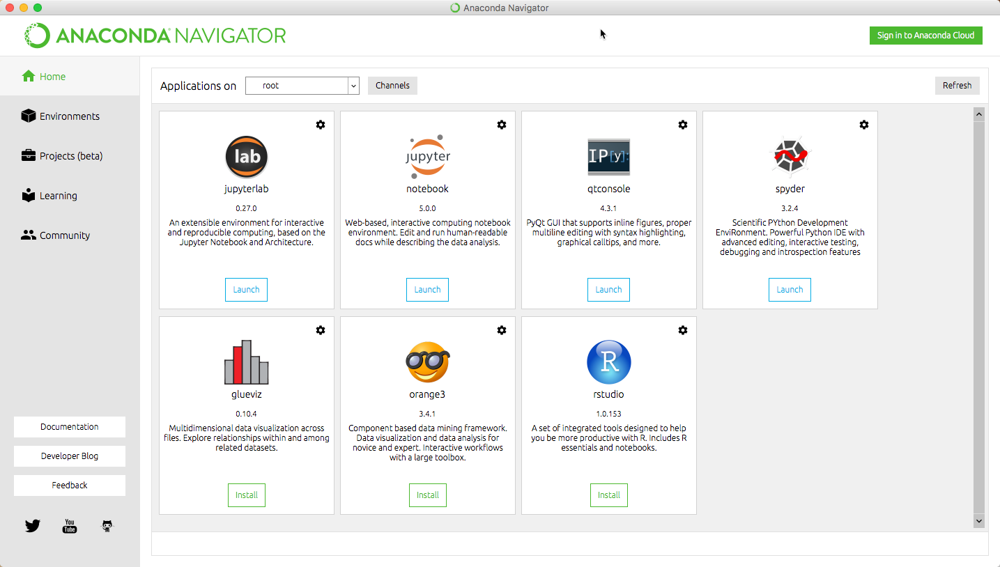 Anaconda Navigator
ANACONDA NAVIGATOR
Sign in to Anaconda Cloud
Home
Environments
Projects (beta)
Learning
Community
Documentation
Developer Blog
Feedback
You
Tube
Applications on
root
Channels
Refresh
lab
jupyterlab
0.27.0
An extensible environment for interactive
and reproducible computing, based on the
Jupyter Notebook and Architecture.
Launch
jupyter
notebook
5.0.0
Web-based, interactive computing notebook
environment. Edit and run human-readable
docs while describing the data analysis.
Launch
IP[y]:
qtconsole
4.3.1
PyQt GUI that supports inline figures, proper
multiline editing with syntax highlighting,
graphical calltips, and more.
Launch
spyder
3.2.4
Scientific PYthon Development
EnviRonment. Powerful Python IDE with
advanced editing, interactive testing,
debugging and introspection features
Launch
glueviz
0.10.4
Multidimensional data visualization across
files. Explore relationships within and among
related datasets.
Install
orange3
3.4.1
Component based data mining framework.
Data visualization and data analysis for
novice and expert. Interactive workflows
with a large toolbox.
Install
R
rstudio
1.0.153
A set of integrated tools designed to help
you be more productive with R. Includes R
essentials and notebooks.
Install